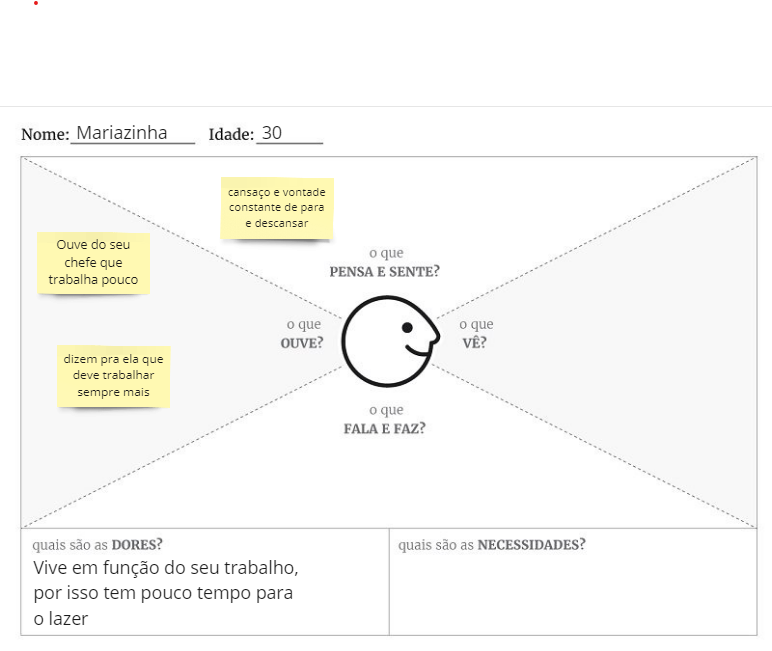 Nome: Mariazinha Idade: 30
cansaço e vontade
constante de para
e descansar
Ouve do seu
chefe que
trabalha pouco
o que
PENSA E SENTE?
o que
OUVE?
o que
VÊ?
dizem pra ela que
deve trabalhar
sempre mais
o que
FALA E FAZ?
quais são as DORES?
Vive em função do seu trabalho,
por isso tem pouco tempo para
o lazer
quais são as NECESSIDADES?